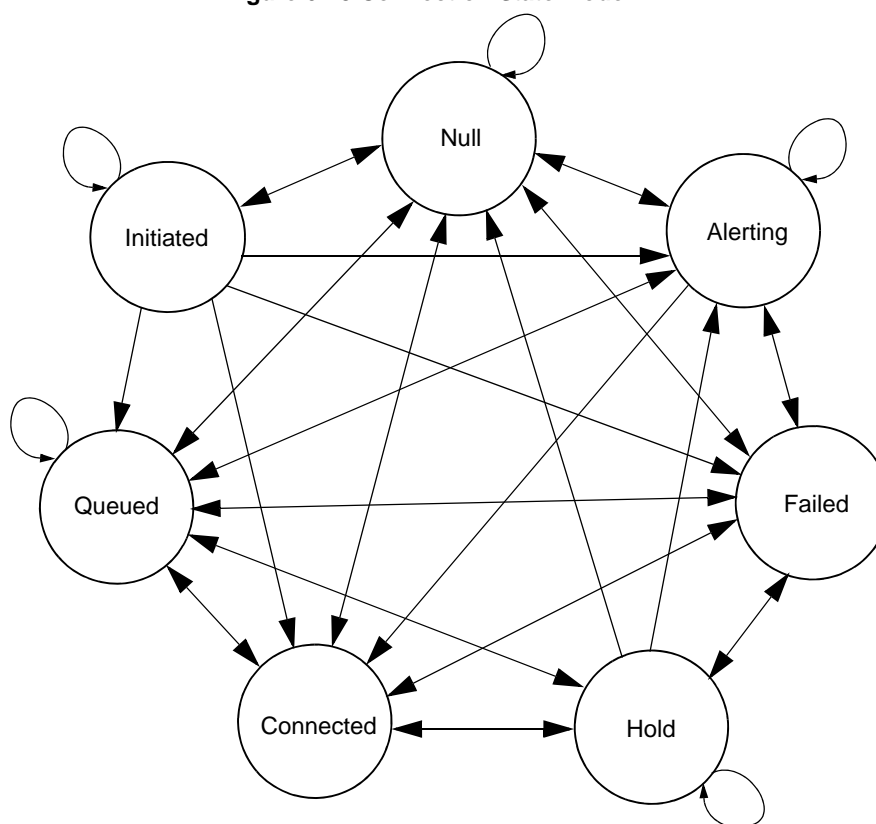 Null
Initiated
Alerting
Queued
Failed
Connected
Hold